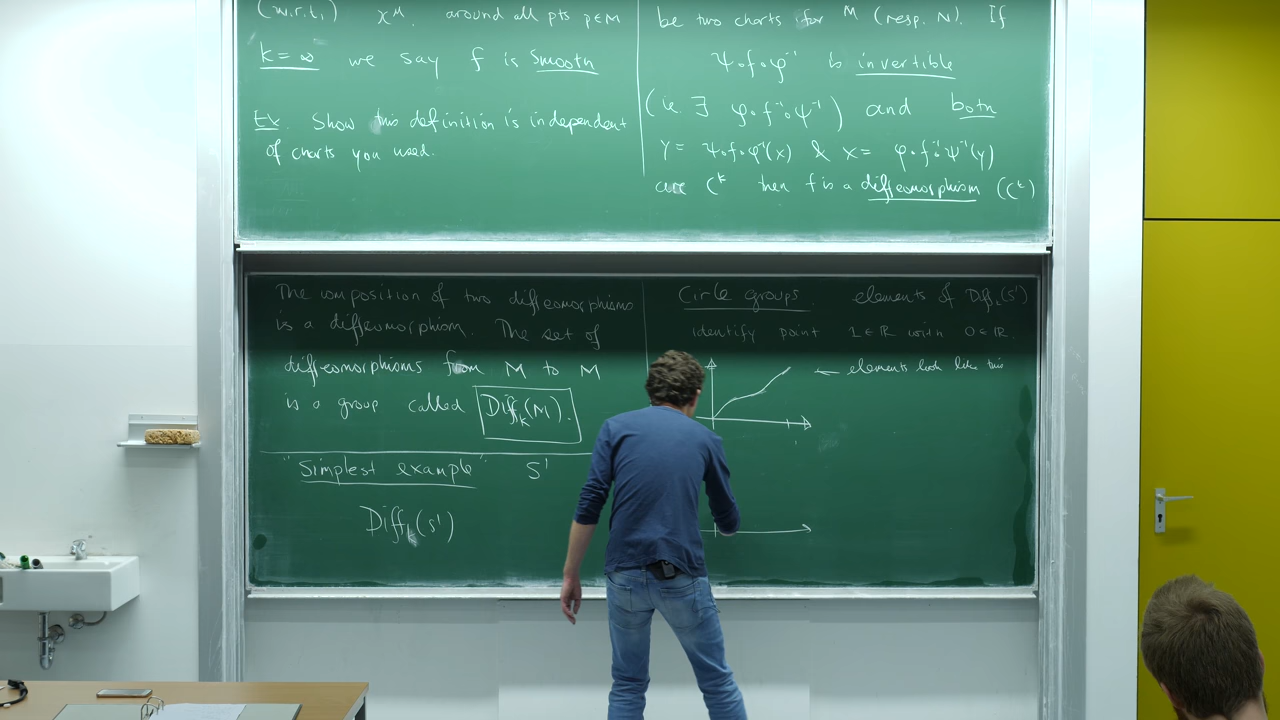 (w.r.t.) x^μ. around all pts p∈M
k = ∞ we say f is smooth
Ex. Show this definition is independent
of charts you used.
be two charts for M (resp. N). If
ψ∘f∘φ⁻¹ is invertible
(ie. ∃ φ∘f⁻¹∘ψ⁻¹) and both
y = ψ∘f∘φ⁻¹(x) & x = φ∘f⁻¹∘ψ⁻¹(y)
are C^k then f is a diffeomorphism (C^k)
The composition of two diffeomorphisms
is a diffeomorphism. The set of
diffeomorphisms from M to M
is a group called Diff_k(M).
"Simplest example" S¹
Diff_k(S¹)
Circle groups. elements of Diff_k(S¹)
identify point 1∈ℝ with 0∈ℝ.
← elements look like this